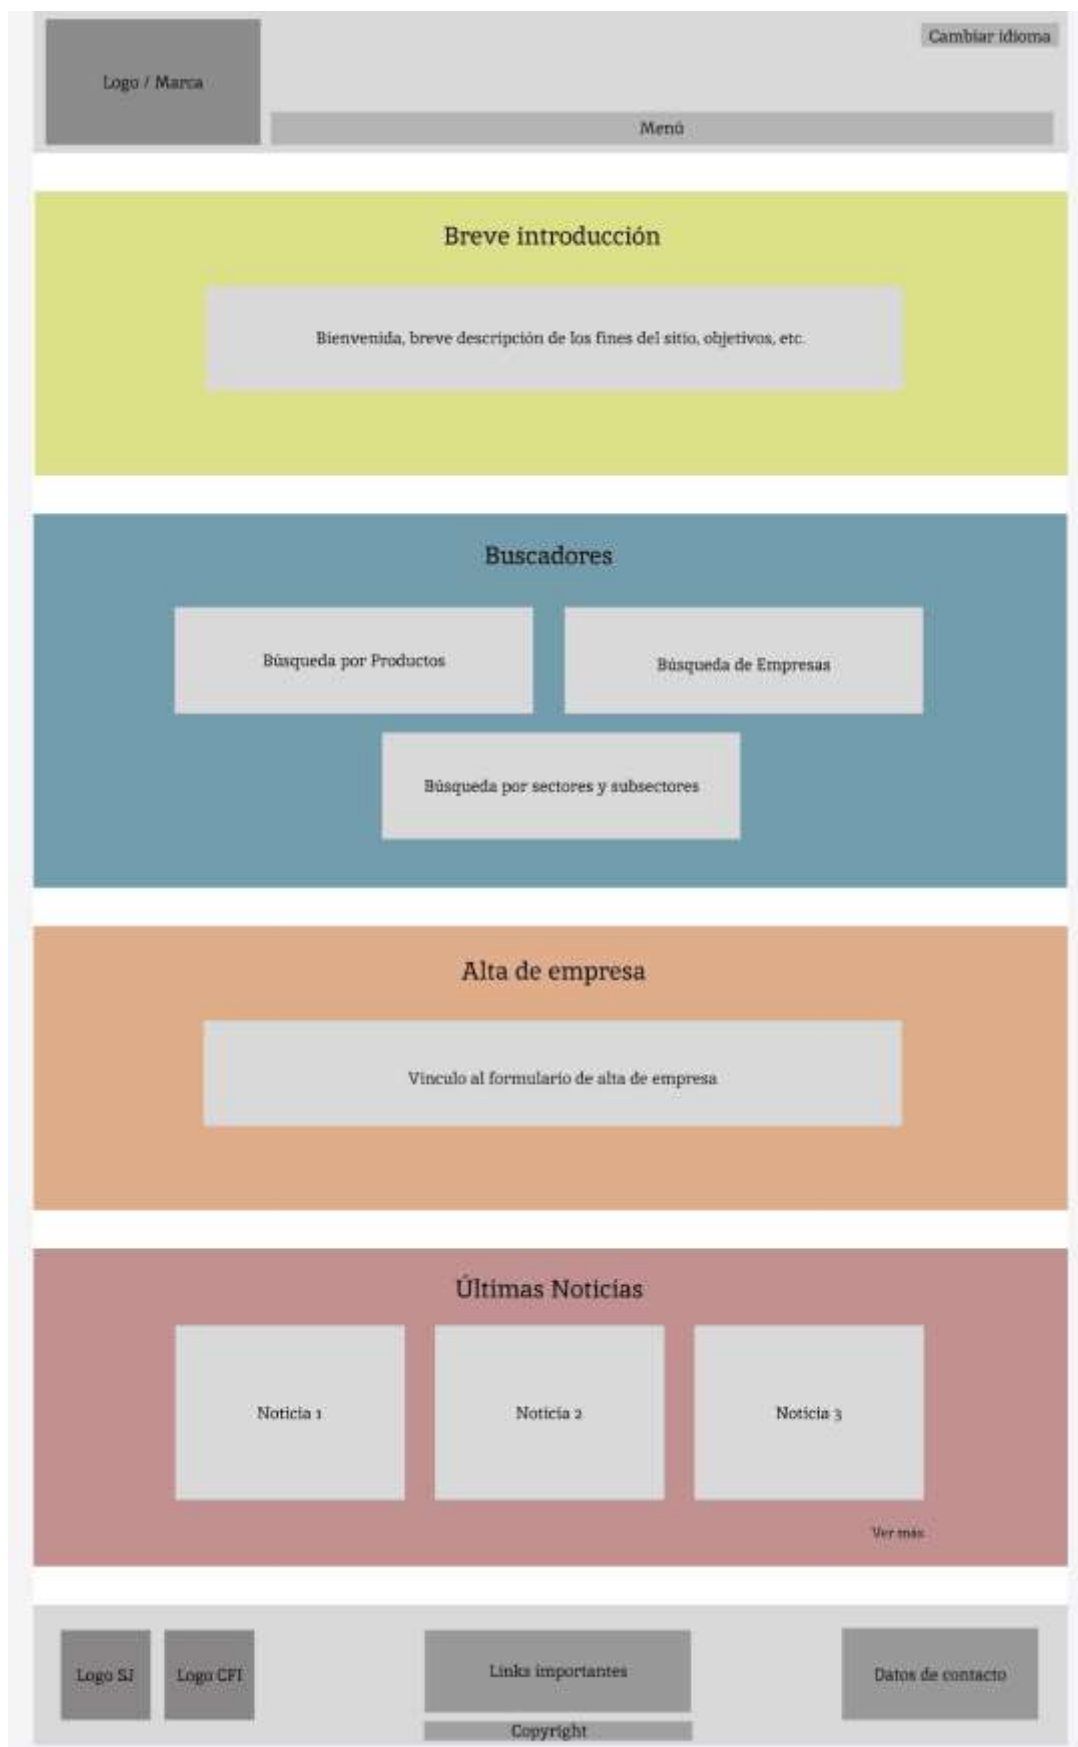 Cambiar idioma
Logo / Marca
Menú
Breve introducción
Bienvenida, breve descripción de los fines del sitio, objetivos, etc.
Buscadores
Búsqueda por Productos
Búsqueda de Empresas
Búsqueda por sectores y subsectores
Alta de empresa
Vinculo al formulario de alta de empresa
Últimas Noticias
Noticia 1
Noticia 2
Noticia 3
Ver más
Logo SJ
Logo CFI
Links importantes
Datos de contacto
Copyright